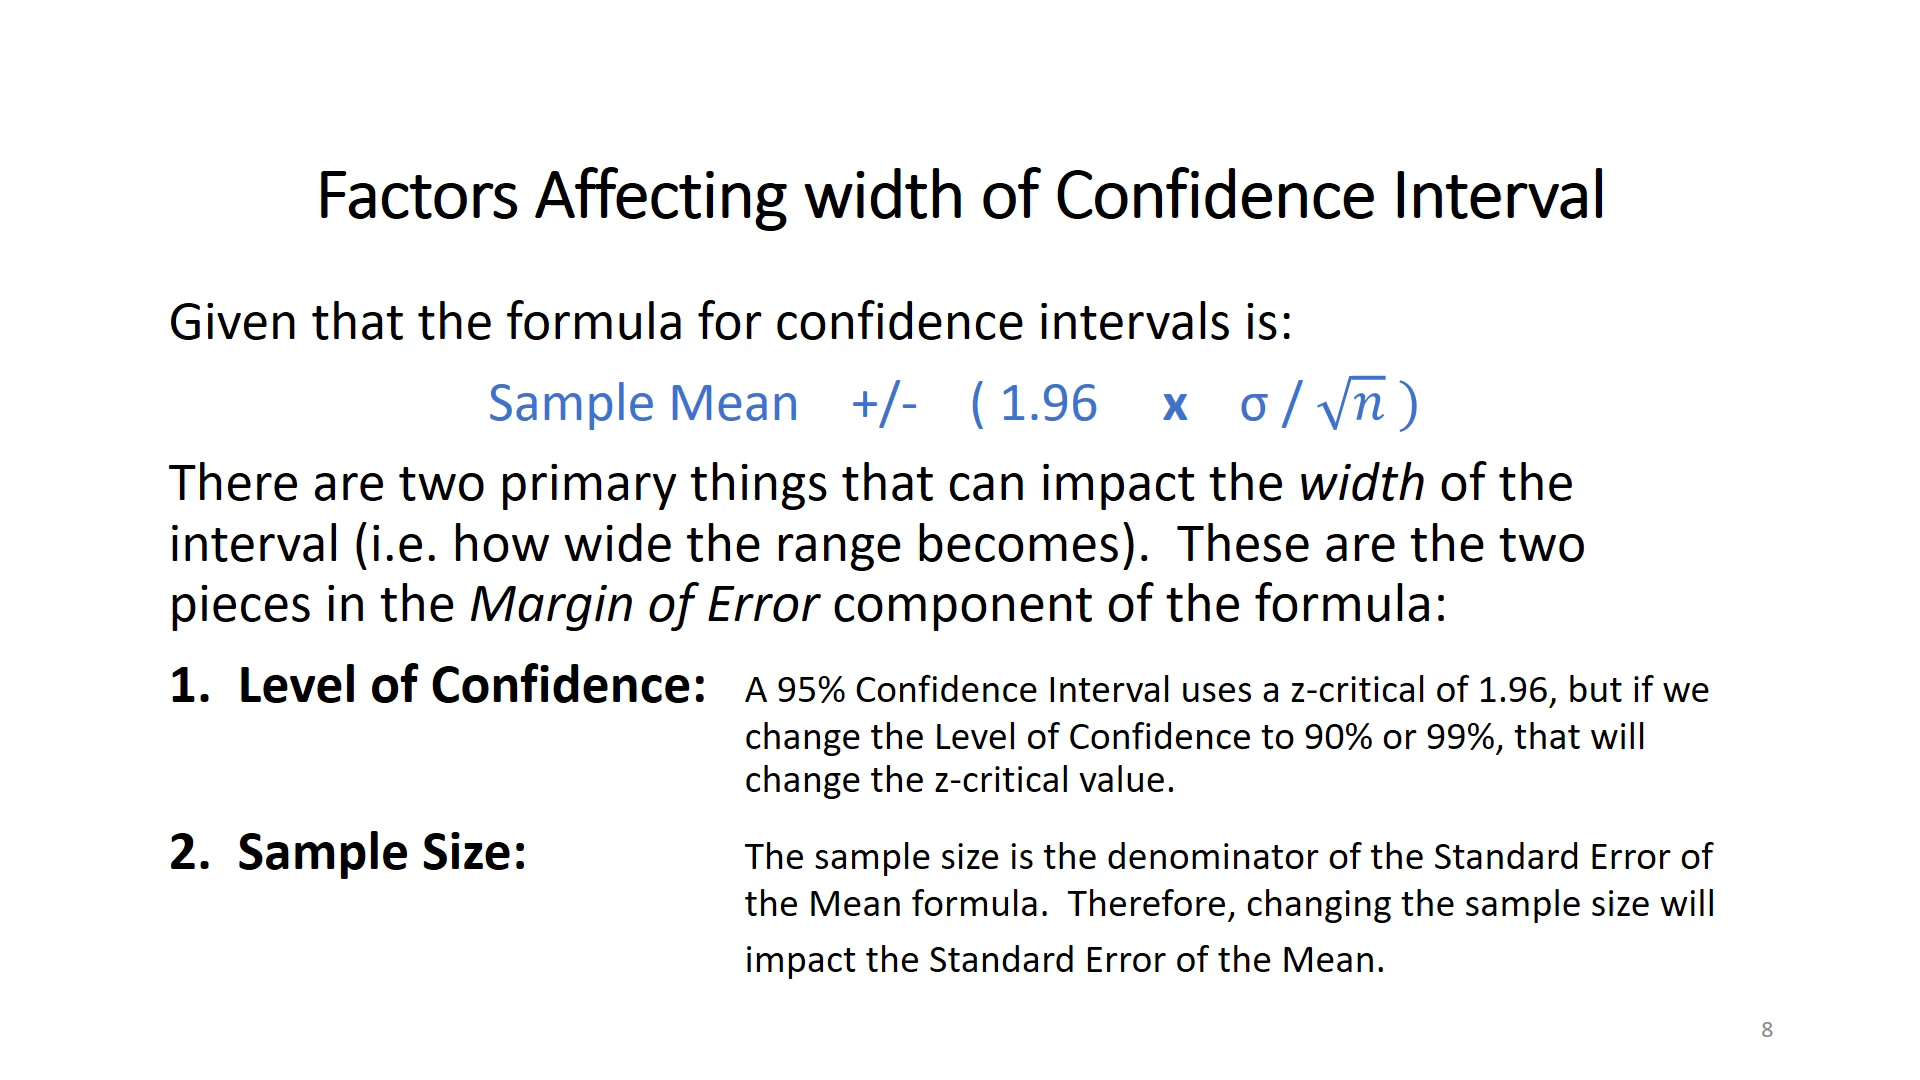 Factors Affecting width of Confidence Interval
Given that the formula for confidence intervals is:
Sample Mean +/- ( 1.96 x σ / √n )
There are two primary things that can impact the width of the
interval (i.e. how wide the range becomes). These are the two
pieces in the Margin of Error component of the formula:
1. Level of Confidence: A 95% Confidence Interval uses a z-critical of 1.96, but if we
change the Level of Confidence to 90% or 99%, that will
change the z-critical value.
2. Sample Size: The sample size is the denominator of the Standard Error of
the Mean formula. Therefore, changing the sample size will
impact the Standard Error of the Mean.
8